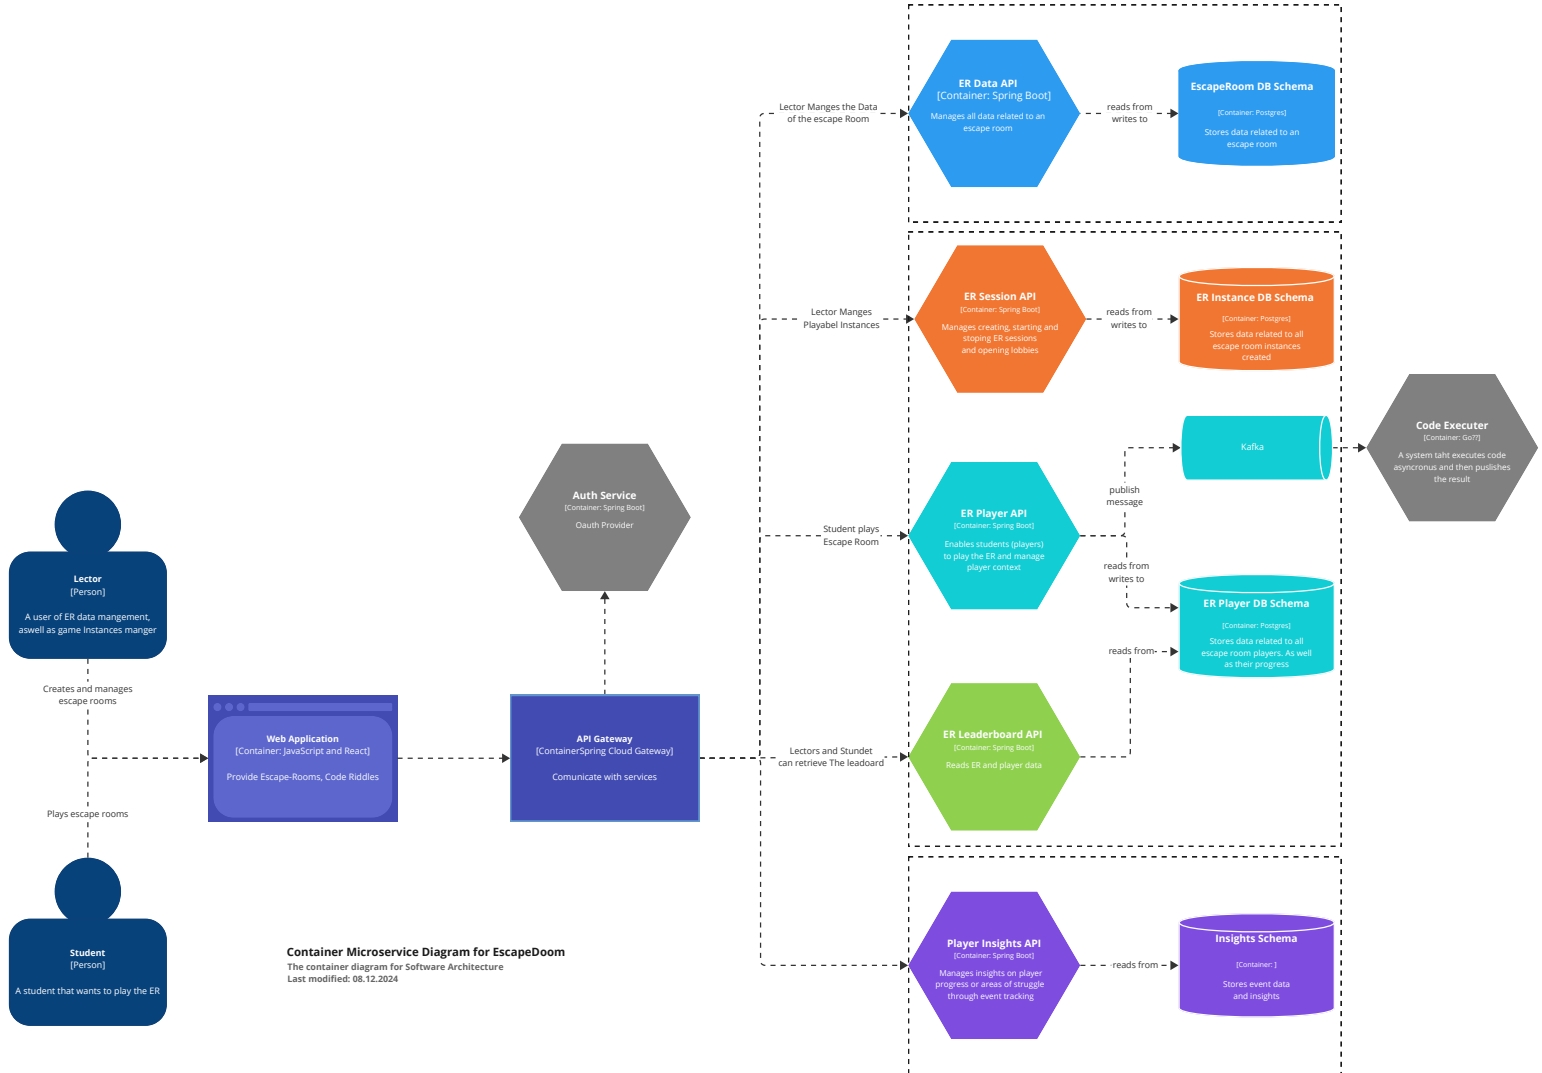 ER Data API
[Container: Spring Boot]
Manages all data related to an
escape room
Lector Manges the Data
of the escape Room
reads from
writes to
EscapeRoom DB Schema
[Container: Postgres]
Stores data related to an
escape room
Lector Manges
Playabel Instances
ER Session API
[Container: Spring Boot]
Manages creating, starting and
stoping ER sessions
and opening lobbies
reads from
writes to
ER Instance DB Schema
[Container: Postgres]
Stores data related to all
escape room instances
created
Kafka
Code Executer
[Container: Go??]
A system taht executes code
asyncronus and then puslishes
the result
Auth Service
[Container: Spring Boot]
Oauth Provider
Student plays
Escape Room
ER Player API
[Container: Spring Boot]
Enables students (players)
to play the ER and manage
player context
publish
message
reads from
writes to
ER Player DB Schema
[Container: Postgres]
Stores data related to all
escape room players. As well
as their progress
reads from
Lector
[Person]
A user of ER data mangement,
aswell as game Instances manger
Creates and manages
escape rooms
Web Application
[Container: JavaScript and React]
Provide Escape-Rooms, Code Riddles
API Gateway
[ContainerSpring Cloud Gateway]
Comunicate with services
Lectors and Stundet
can retrieve The leadoard
ER Leaderboard API
[Container: Spring Boot]
Reads ER and player data
Plays escape rooms
Student
[Person]
A student that wants to play the ER
Container Microservice Diagram for EscapeDoom
The container diagram for Software Architecture
Last modified: 08.12.2024
Player Insights API
[Container: Spring Boot]
Manages insights on player
progress or areas of struggle
through event tracking
reads from
Insights Schema
[Container: ]
Stores event data
and insights